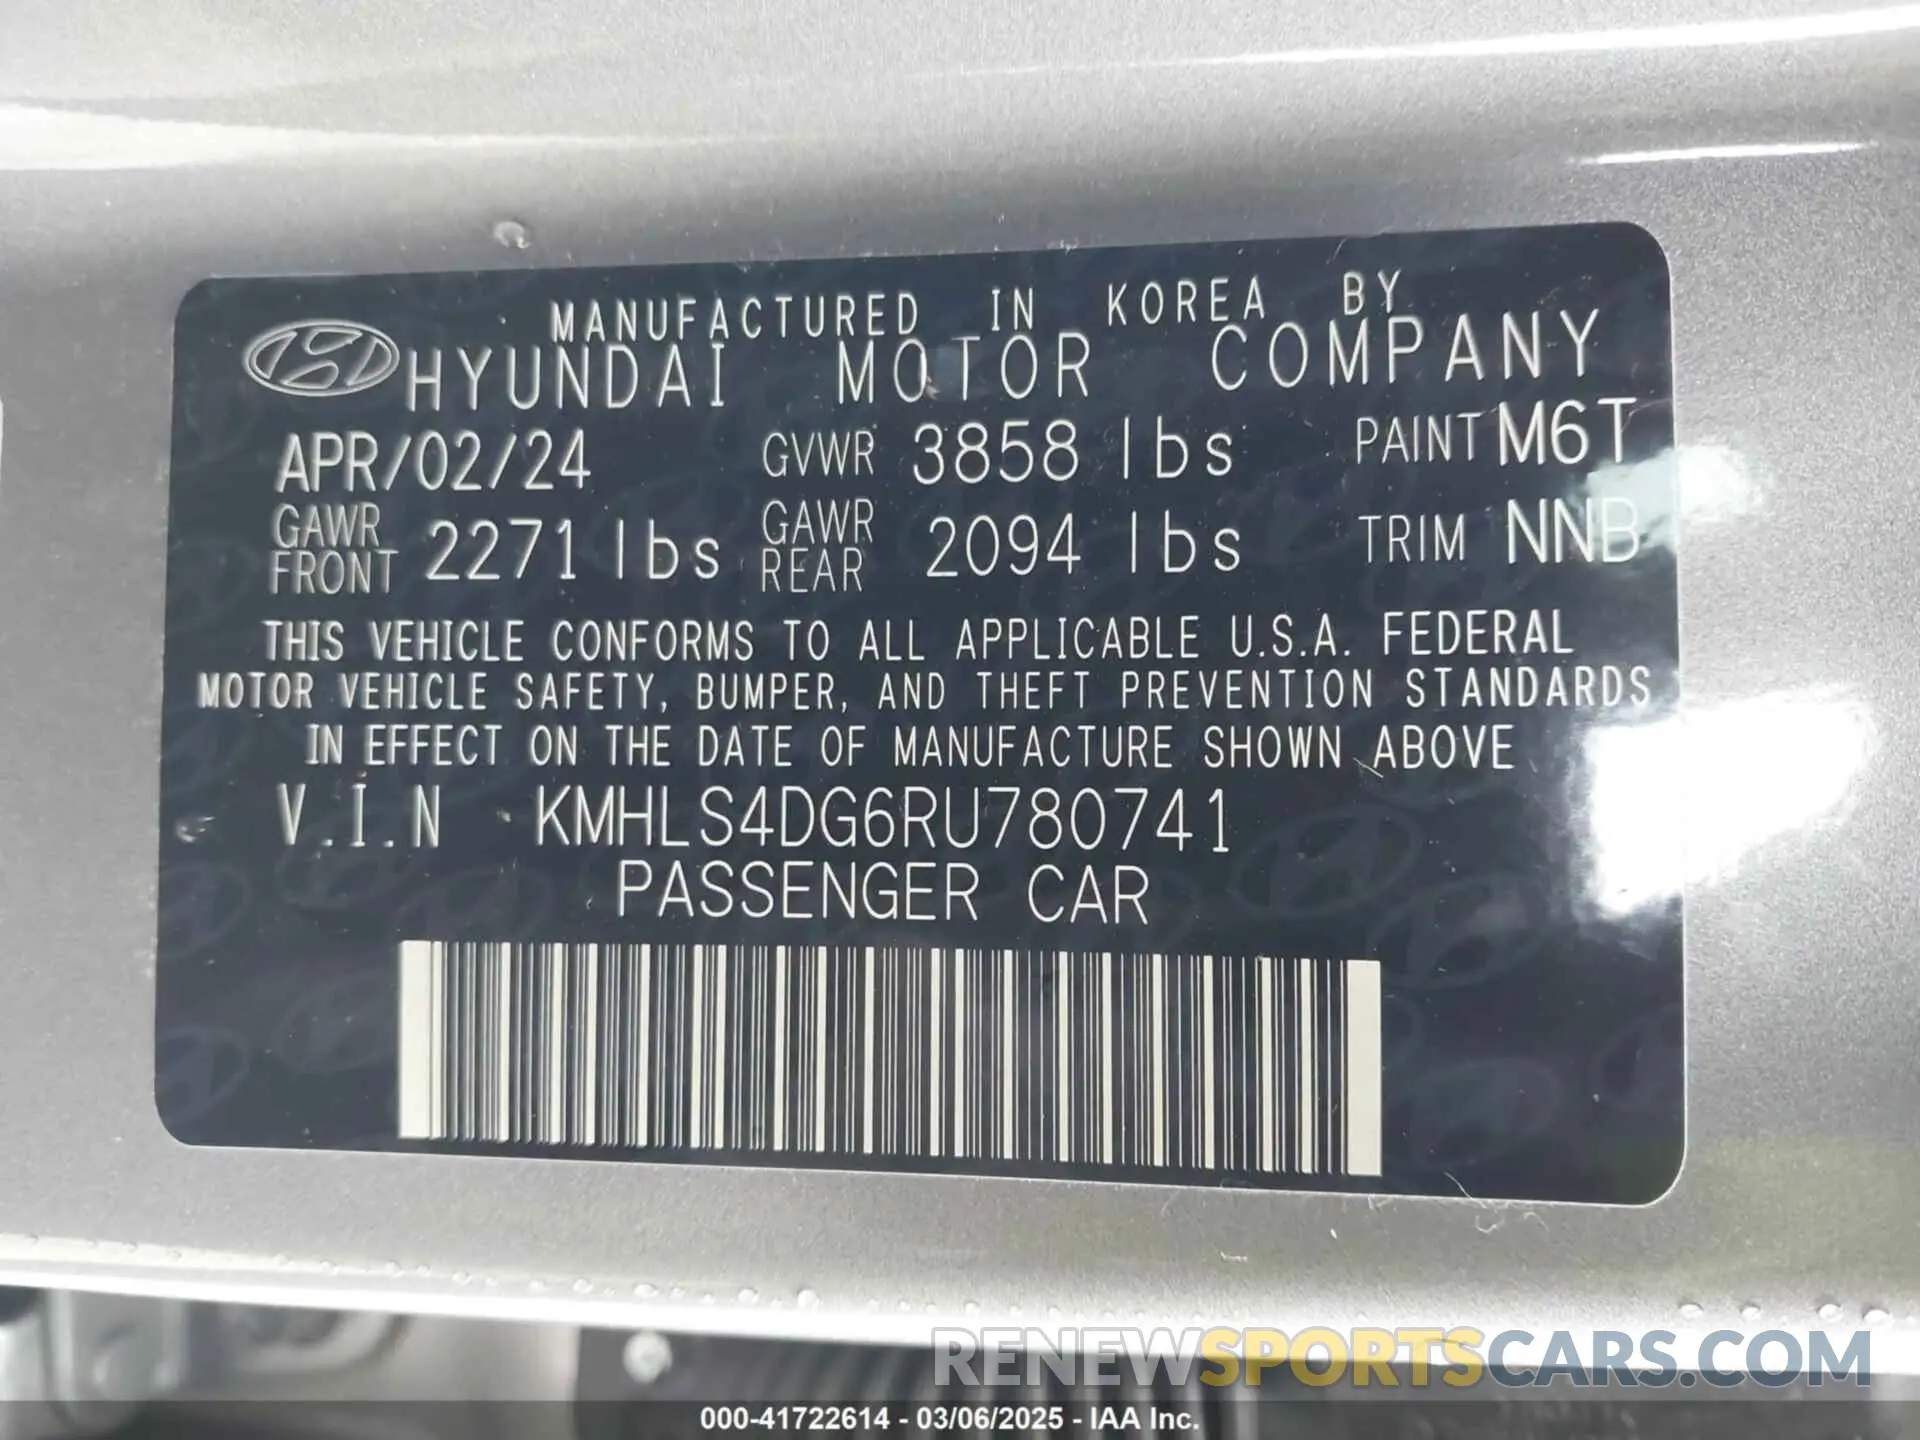 MANUFACTURED IN KOREA BY
HYUNDAI MOTOR COMPANY
APR/02/24 GVWR 3858 lbs PAINT M6T
GAWR FRONT 2271 lbs GAWR REAR 2094 lbs TRIM NNB
THIS VEHICLE CONFORMS TO ALL APPLICABLE U.S.A. FEDERAL
MOTOR VEHICLE SAFETY, BUMPER, AND THEFT PREVENTION STANDARDS
IN EFFECT ON THE DATE OF MANUFACTURE SHOWN ABOVE
V.I.N KMHLS4DG6RU780741
PASSENGER CAR
RENEWSPORTSCARS.COM
000-41722614 - 03/06/2025 - IAA Inc.